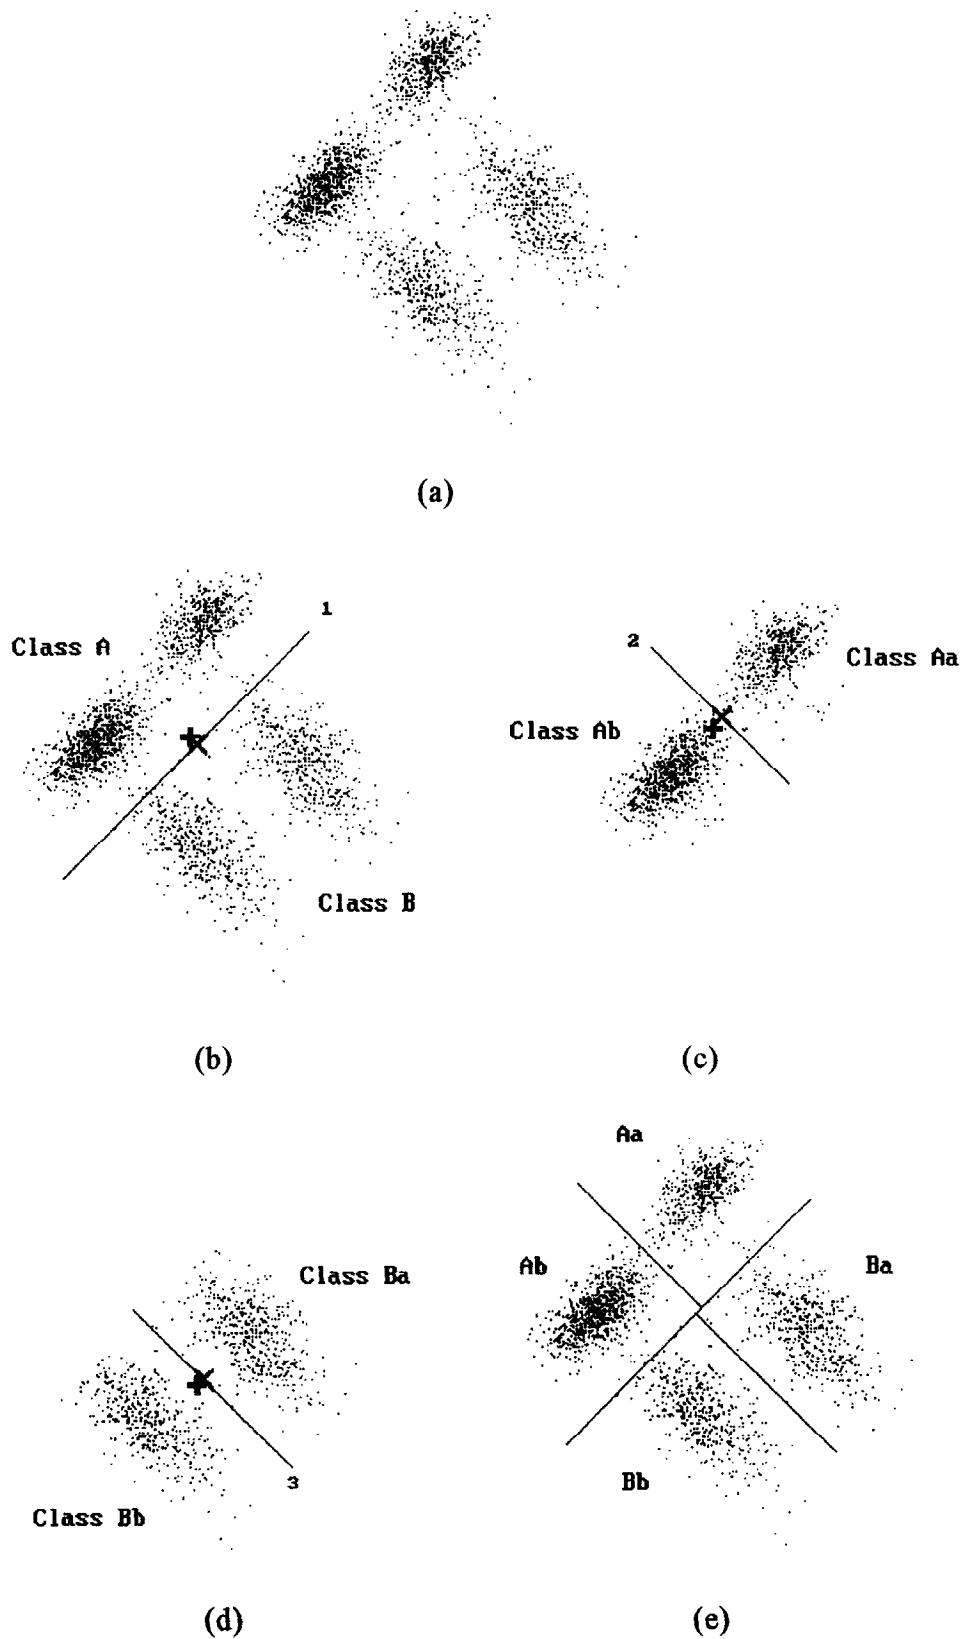 (a)
1
Class A
Class B
(b)
2
Class Aa
Class Ab
(c)
Class Ba
3
Class Bb
(d)
Aa
Ab
Ba
Bb
(e)